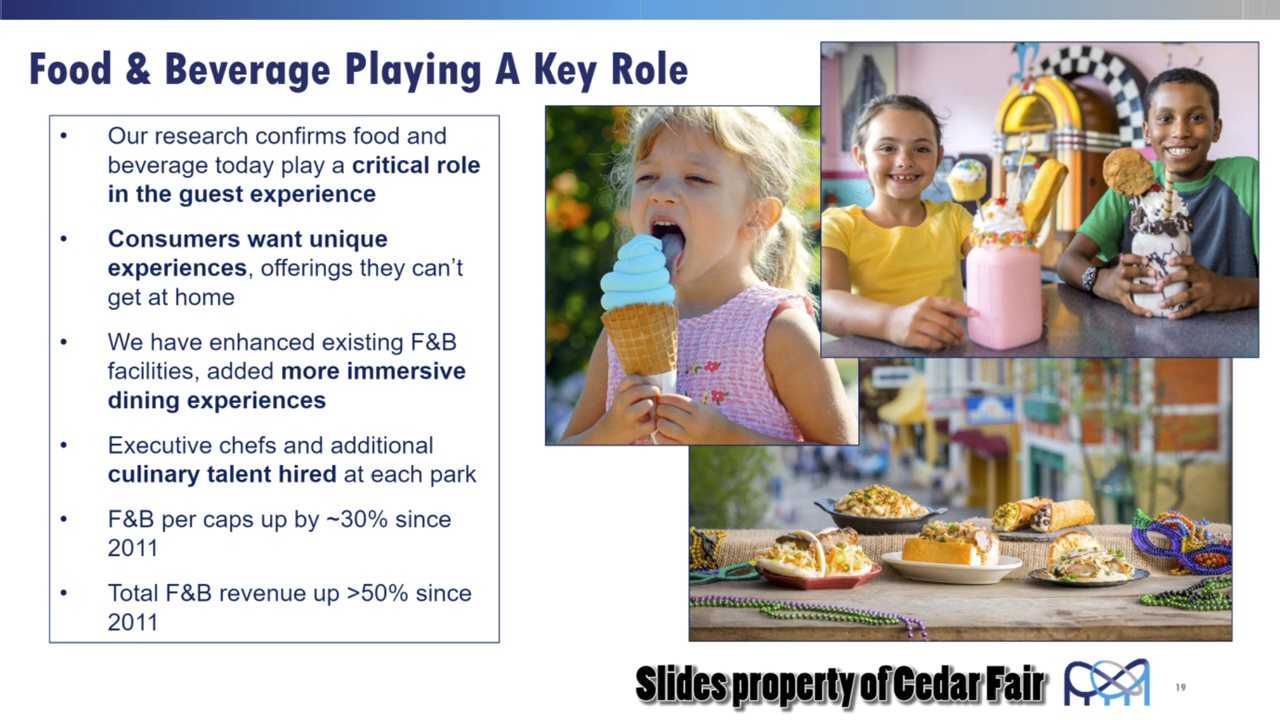 Food & Beverage Playing A Key Role
• Our research confirms food and
beverage today play a critical role
in the guest experience
• Consumers want unique
experiences, offerings they can't
get at home
• We have enhanced existing F&B
facilities, added more immersive
dining experiences
• Executive chefs and additional
culinary talent hired at each park
• F&B per caps up by ~30% since
2011
• Total F&B revenue up >50% since
2011
Slides property of Cedar Fair
19